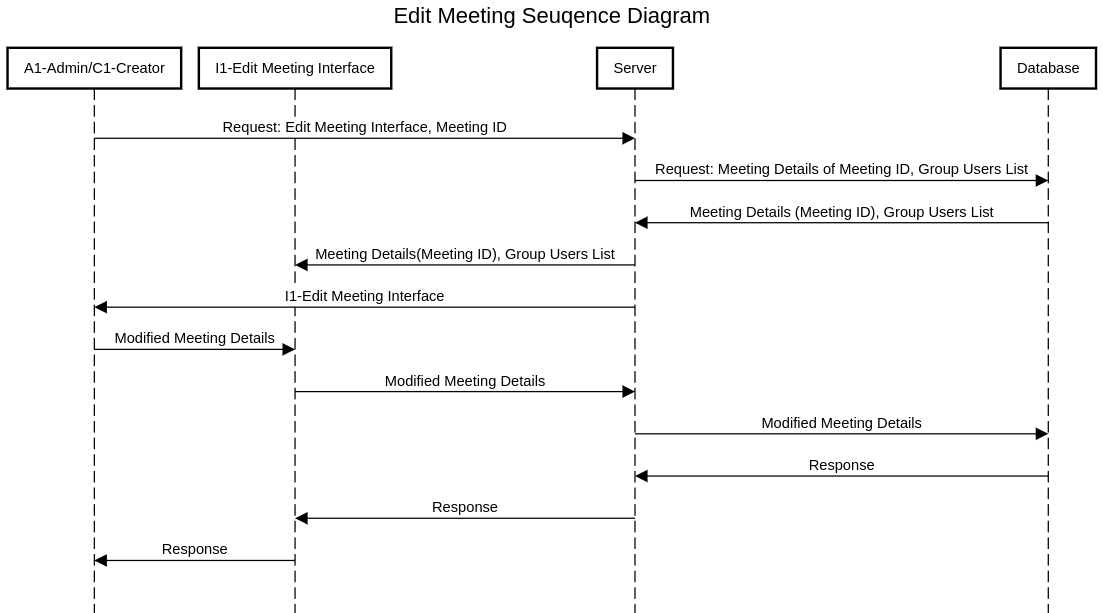 Edit Meeting Seuqence Diagram
A1-Admin/C1-Creator
I1-Edit Meeting Interface
Server
Database
Request: Edit Meeting Interface, Meeting ID
Request: Meeting Details of Meeting ID, Group Users List
Meeting Details (Meeting ID), Group Users List
Meeting Details(Meeting ID), Group Users List
I1-Edit Meeting Interface
Modified Meeting Details
Modified Meeting Details
Modified Meeting Details
Response
Response
Response